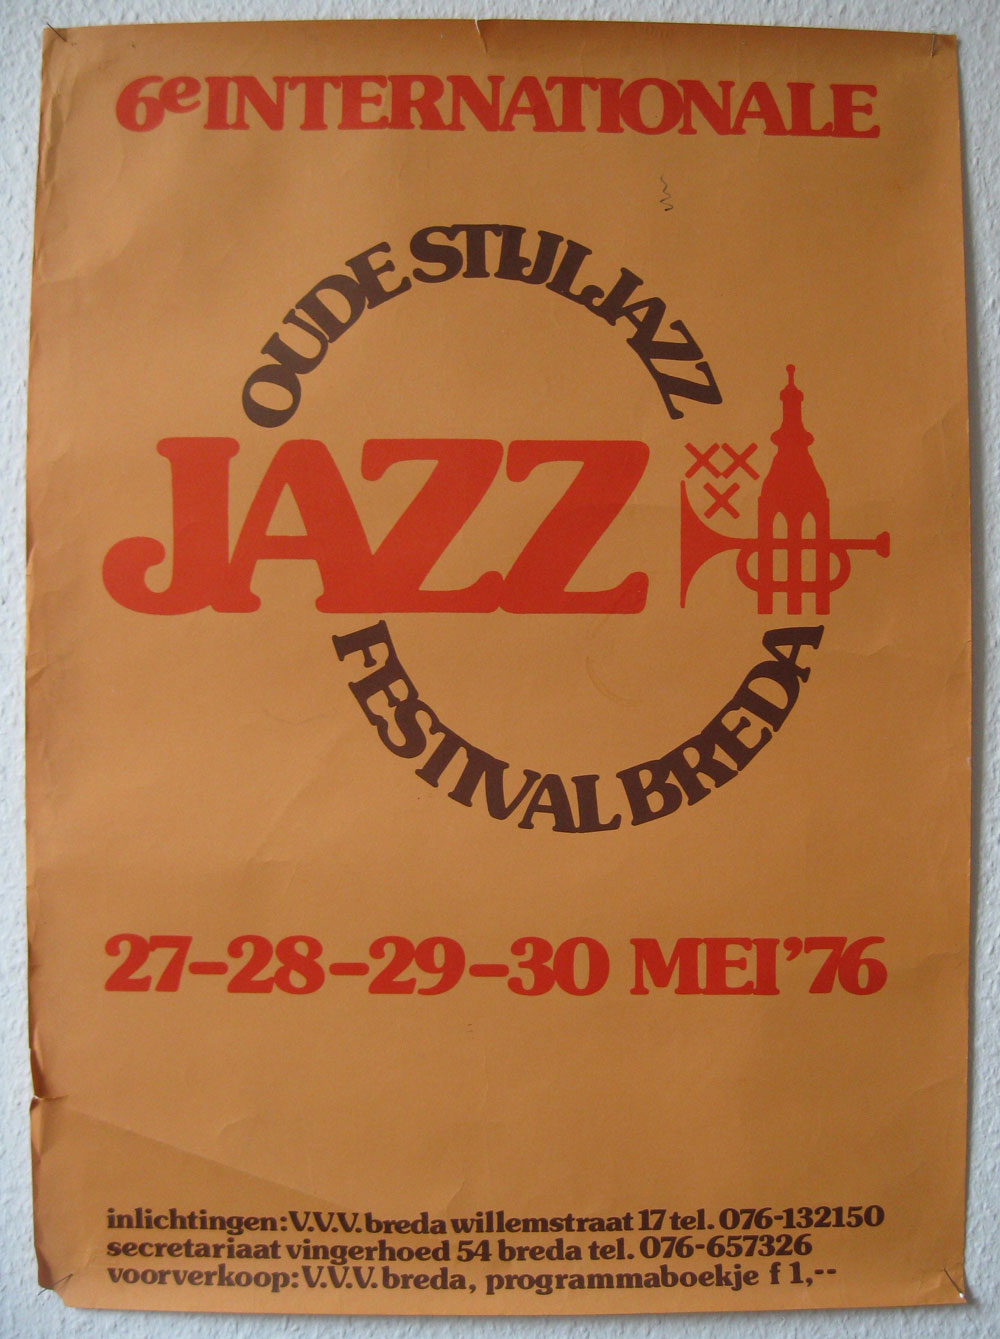 6e INTERNATIONALE
OUDE STIJL JAZZ
JAZZ
FESTIVAL BREDA
27-28-29-30 MEI '76
inlichtingen: V.V.V. breda willemstraat 17 tel. 076-132150
secretariaat vingerhoed 54 breda tel. 076-657326
voorverkoop: V.V.V. breda, programmaboekje f 1,--